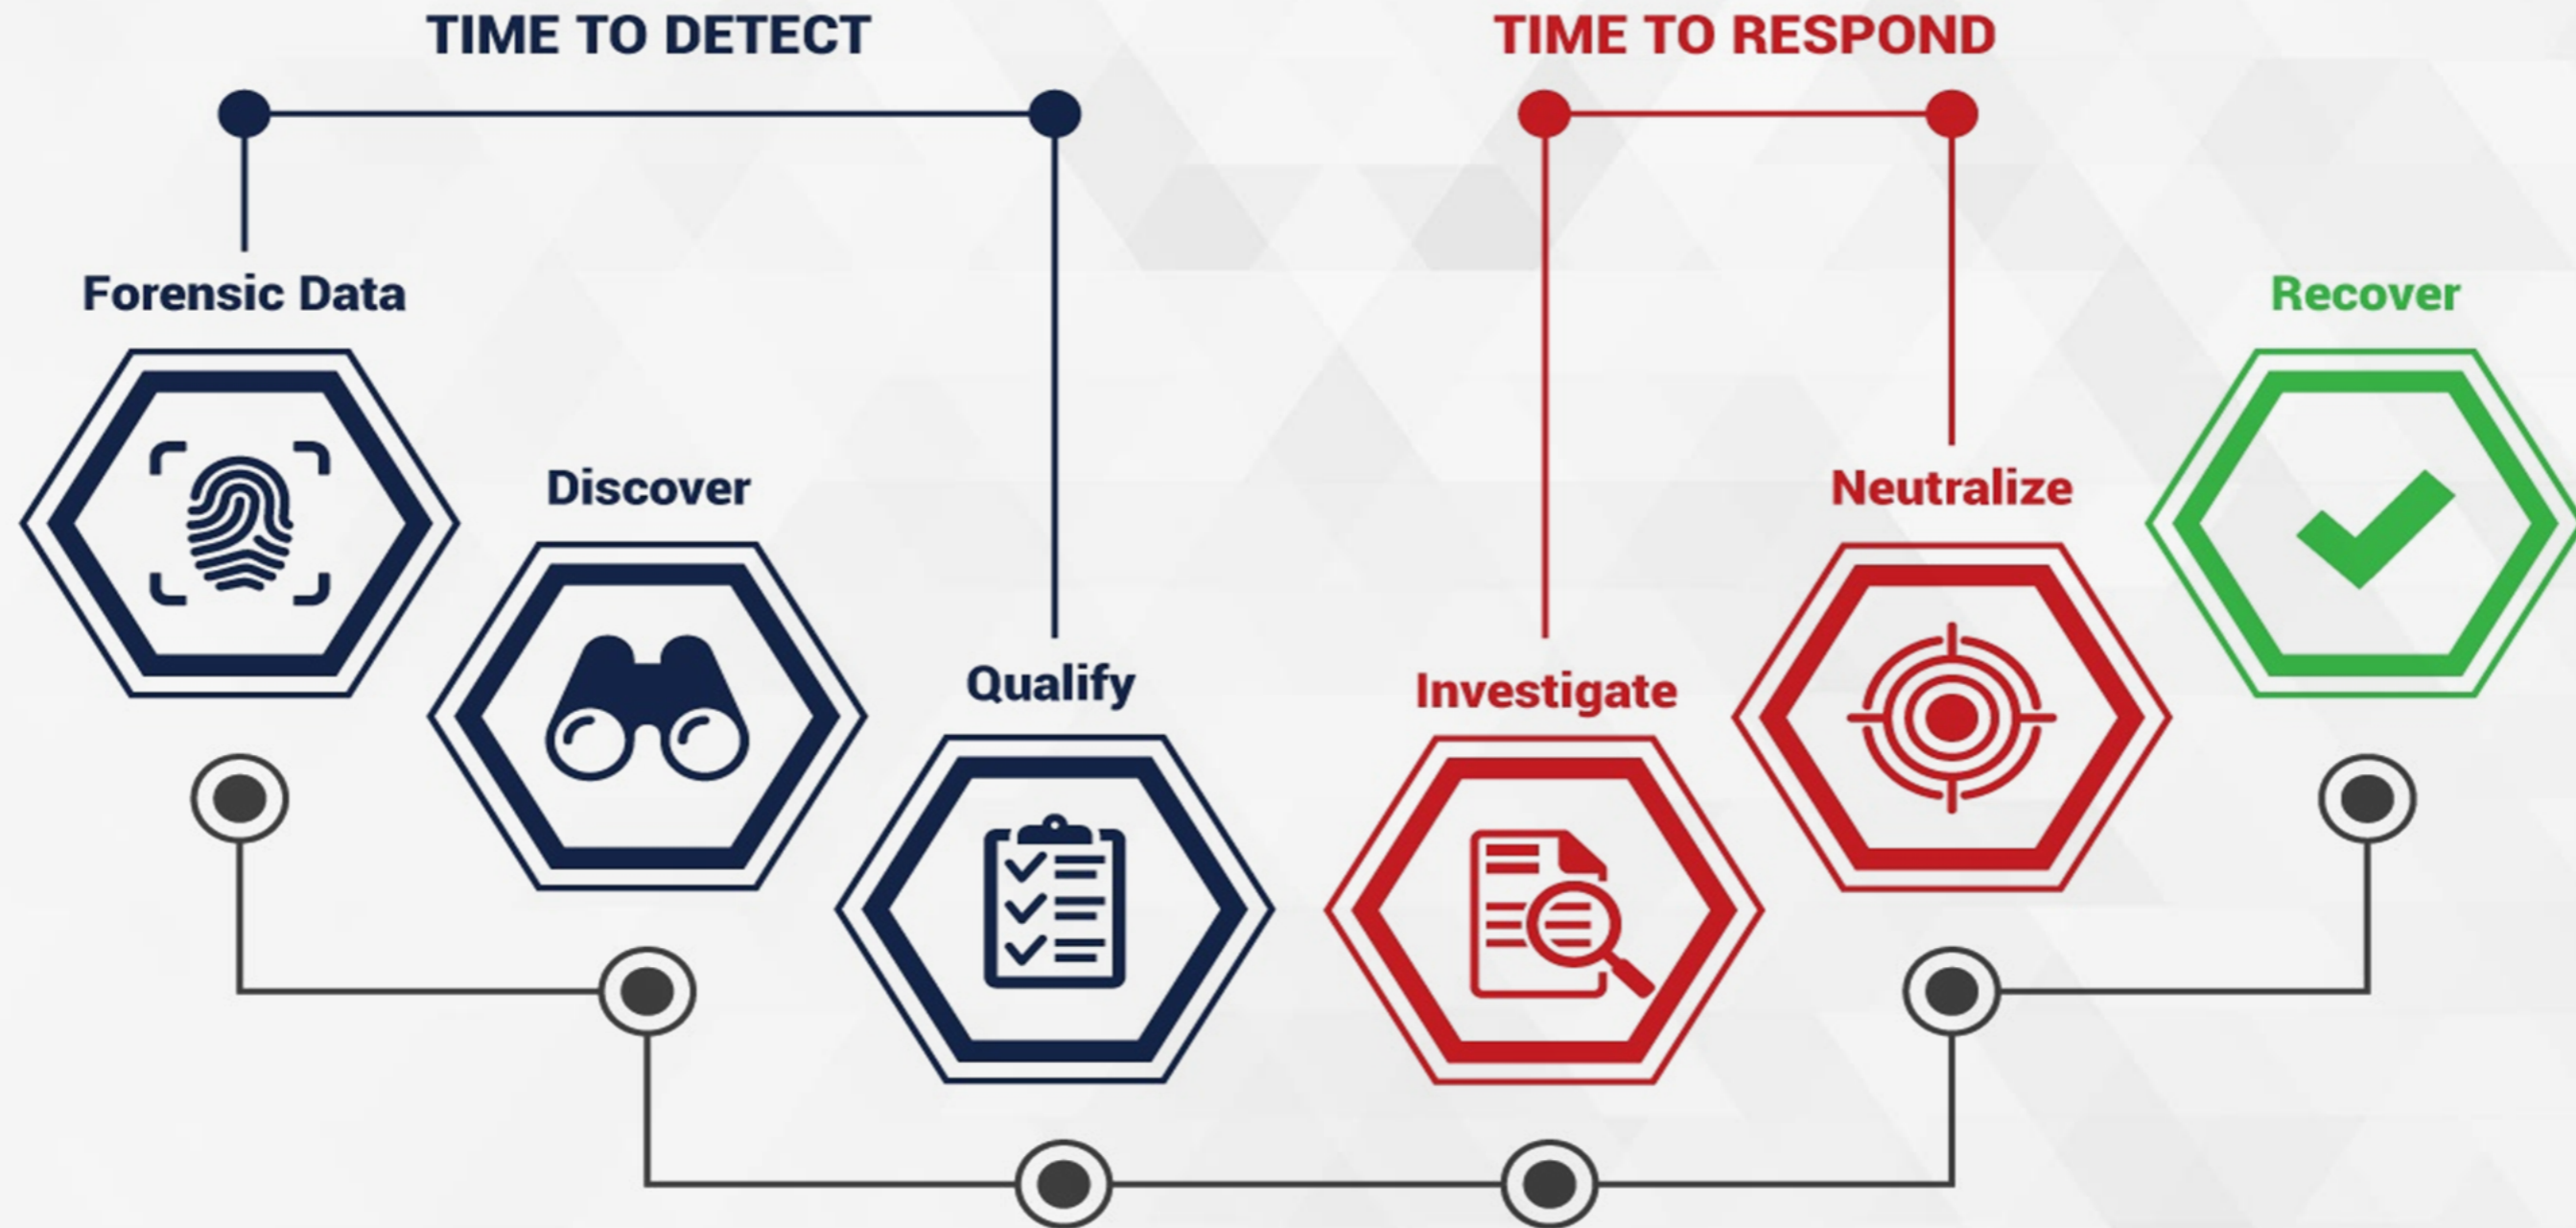 TIME TO DETECT
TIME TO RESPOND
Forensic Data
Recover
Discover
Neutralize
Qualify
Investigate